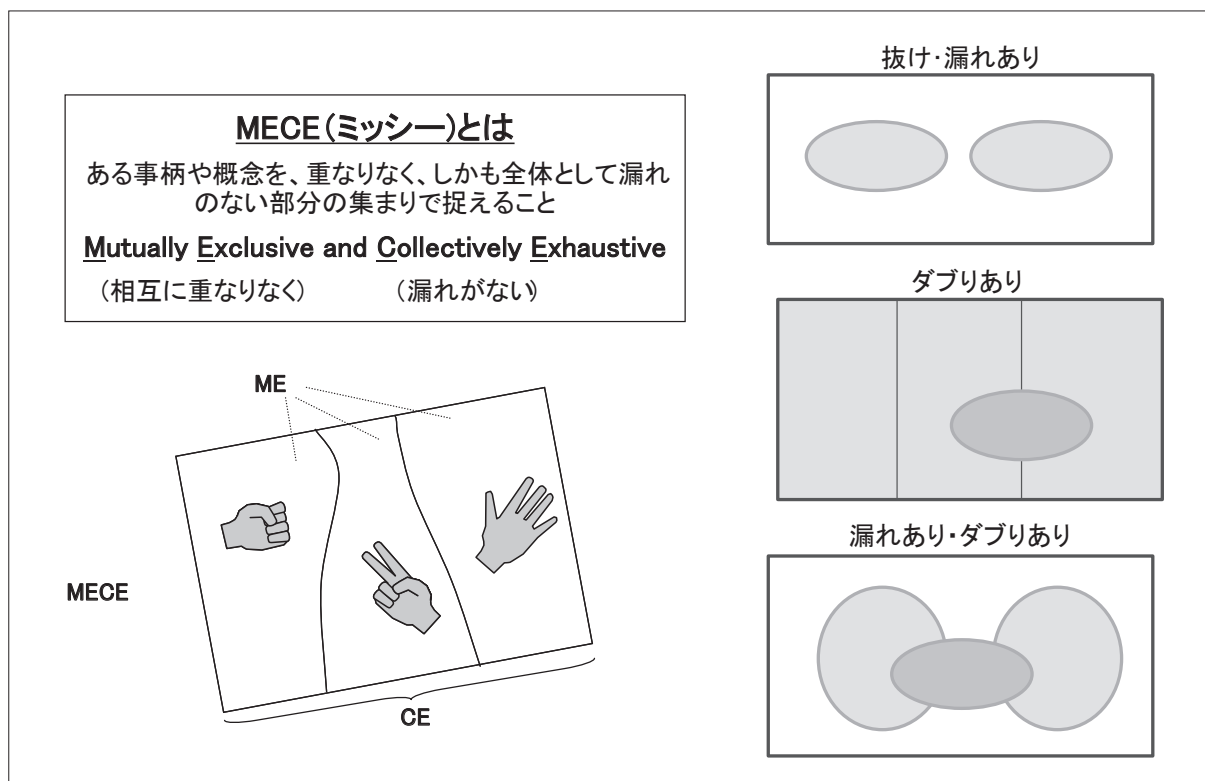 MECE(ミッシー)とは
ある事柄や概念を、重なりなく、しかも全体として漏れ
のない部分の集まりで捉えること
Mutually Exclusive and Collectively Exhaustive
(相互に重なりなく) (漏れがない)
ME
MECE
CE
抜け・漏れあり
ダブりあり
漏れあり・ダブりあり